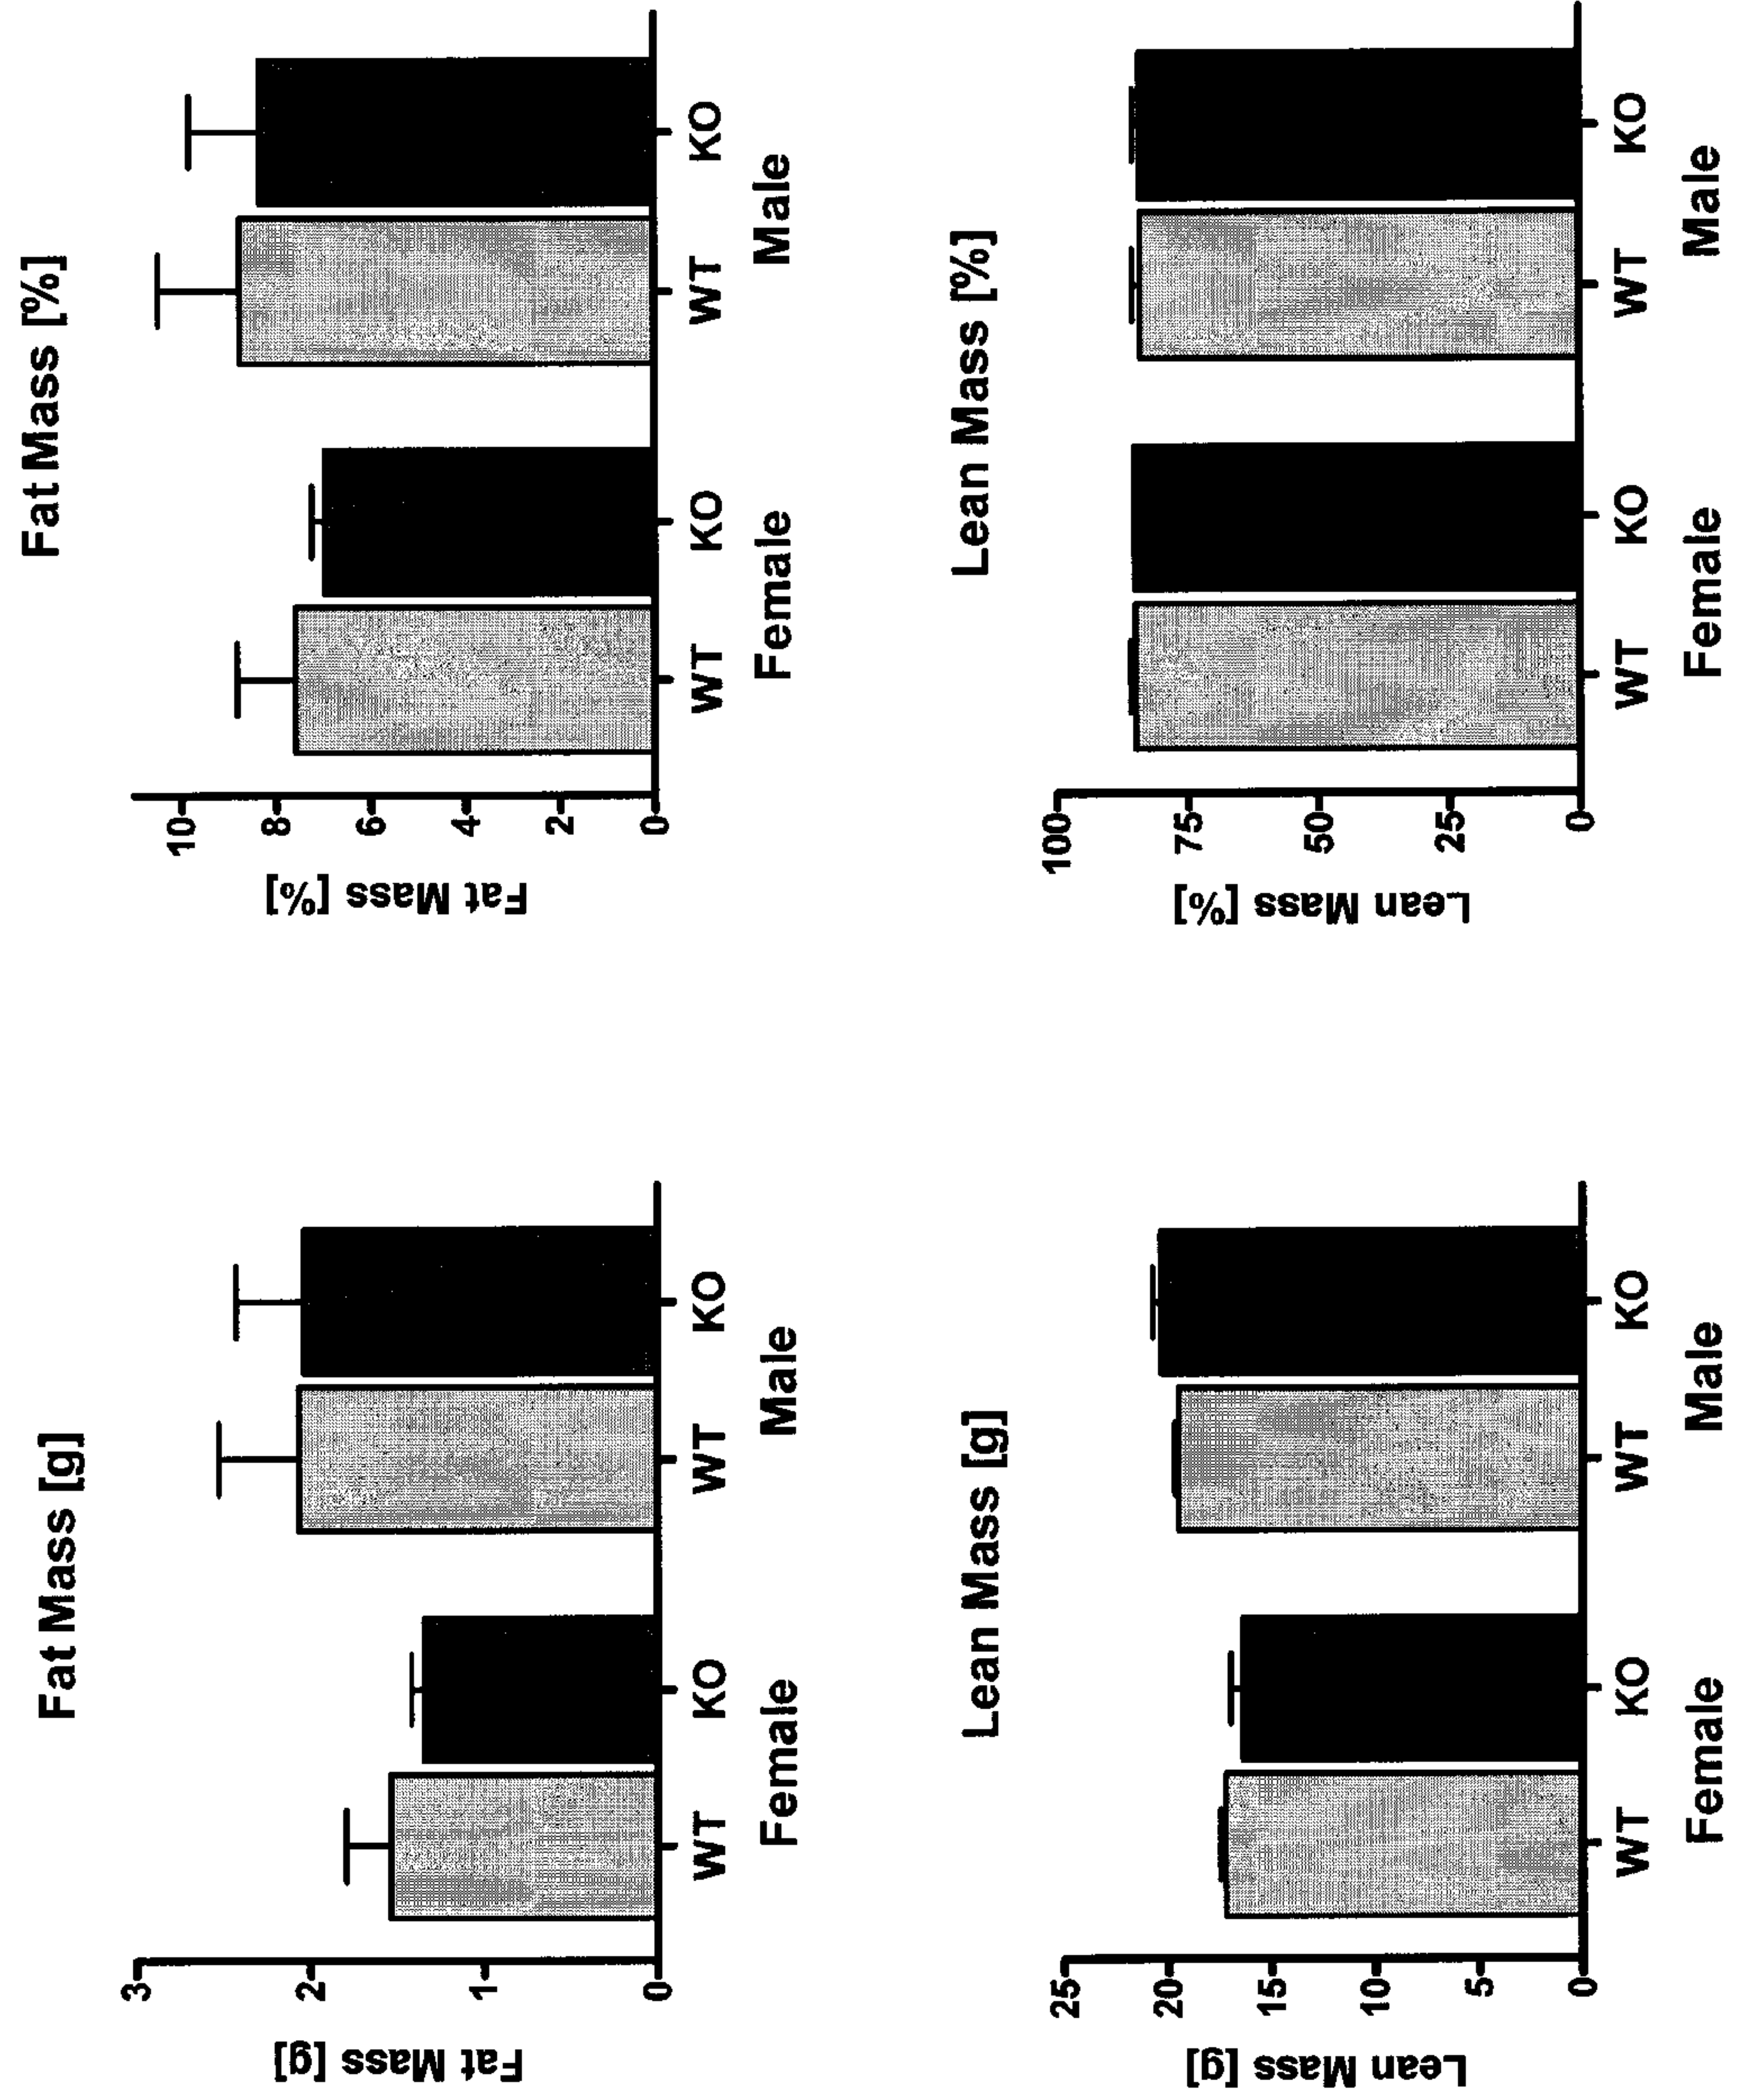 Fat Mass [g]
Fat Mass [g]
3
2
1
0
WT KO WT KO
Female Male
Fat Mass [%]
Fat Mass [%]
10
8
6
4
2
0
WT KO WT KO
Female Male
Lean Mass [g]
Lean Mass [g]
25
20
15
10
5
0
WT KO WT KO
Female Male
Lean Mass [%]
Lean Mass [%]
100
75
50
25
0
WT KO WT KO
Female Male